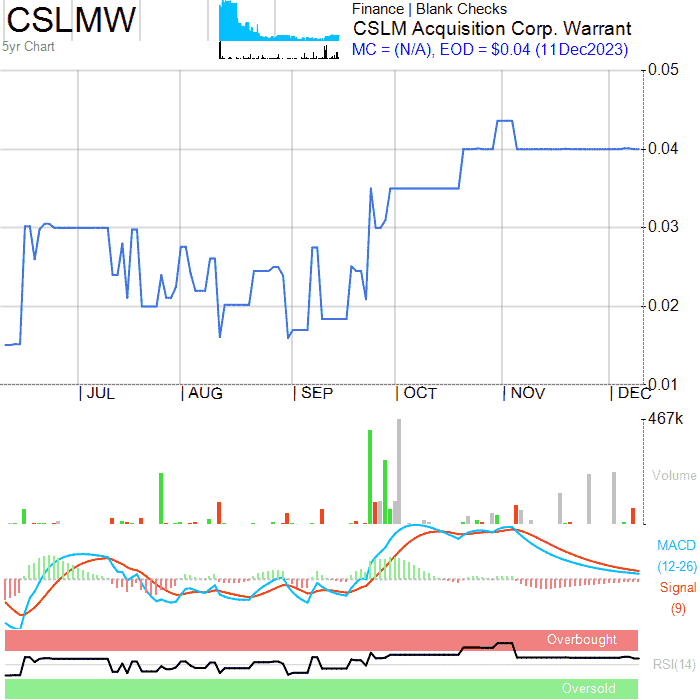 CSLMW
5yr Chart
Finance | Blank Checks
CSLM Acquisition Corp. Warrant
MC = (N/A), EOD = $0.04 (11Dec2023)
0.05
0.04
0.03
0.02
0.01
| JUL | AUG | SEP | OCT | NOV | DEC
467k
Volume
MACD
(12-26)
Signal
(9)
Overbought
RSI(14)
Oversold